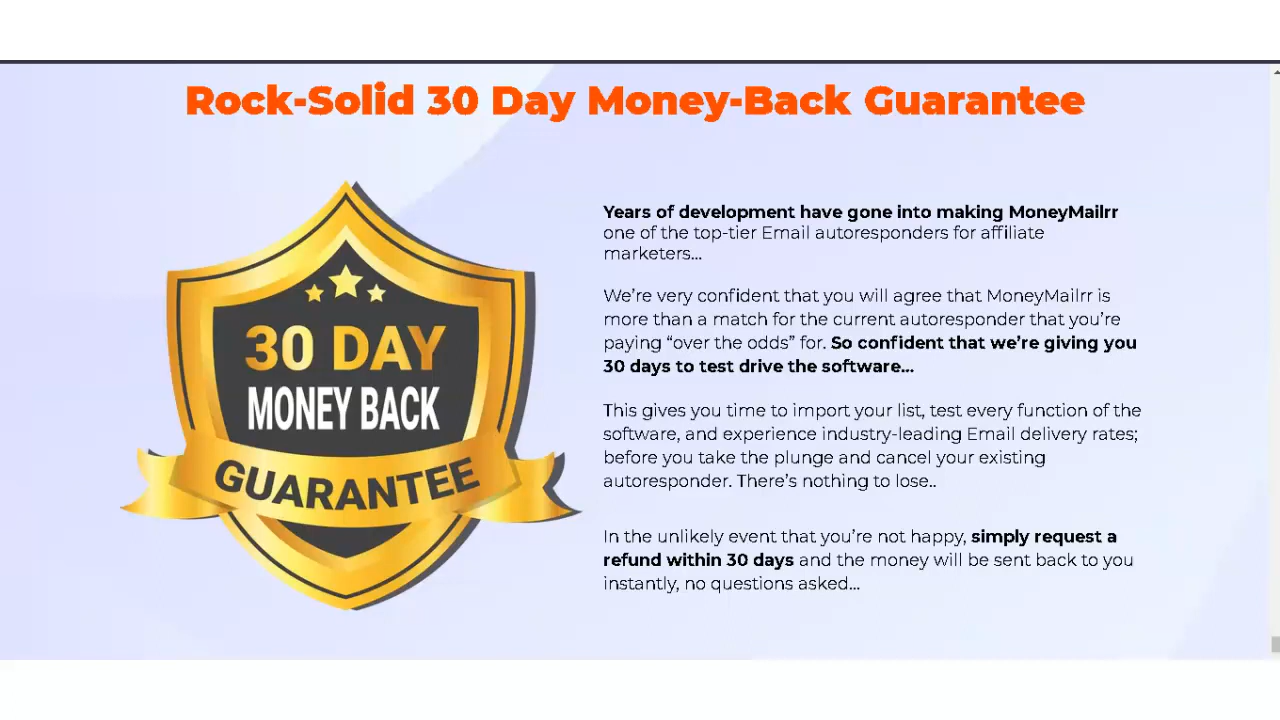 Rock-Solid 30 Day Money-Back Guarantee
30 DAY
MONEY BACK
GUARANTEE
Years of development have gone into making MoneyMailrr
one of the top-tier Email autoresponders for affiliate
marketers...
We're very confident that you will agree that MoneyMailrr is
more than a match for the current autoresponder that you're
paying “over the odds” for. So confident that we're giving you
30 days to test drive the software...
This gives you time to import your list, test every function of the
software, and experience industry-leading Email delivery rates;
before you take the plunge and cancel your existing
autoresponder. There's nothing to lose..
In the unlikely event that you're not happy, simply request a
refund within 30 days and the money will be sent back to you
instantly, no questions asked...